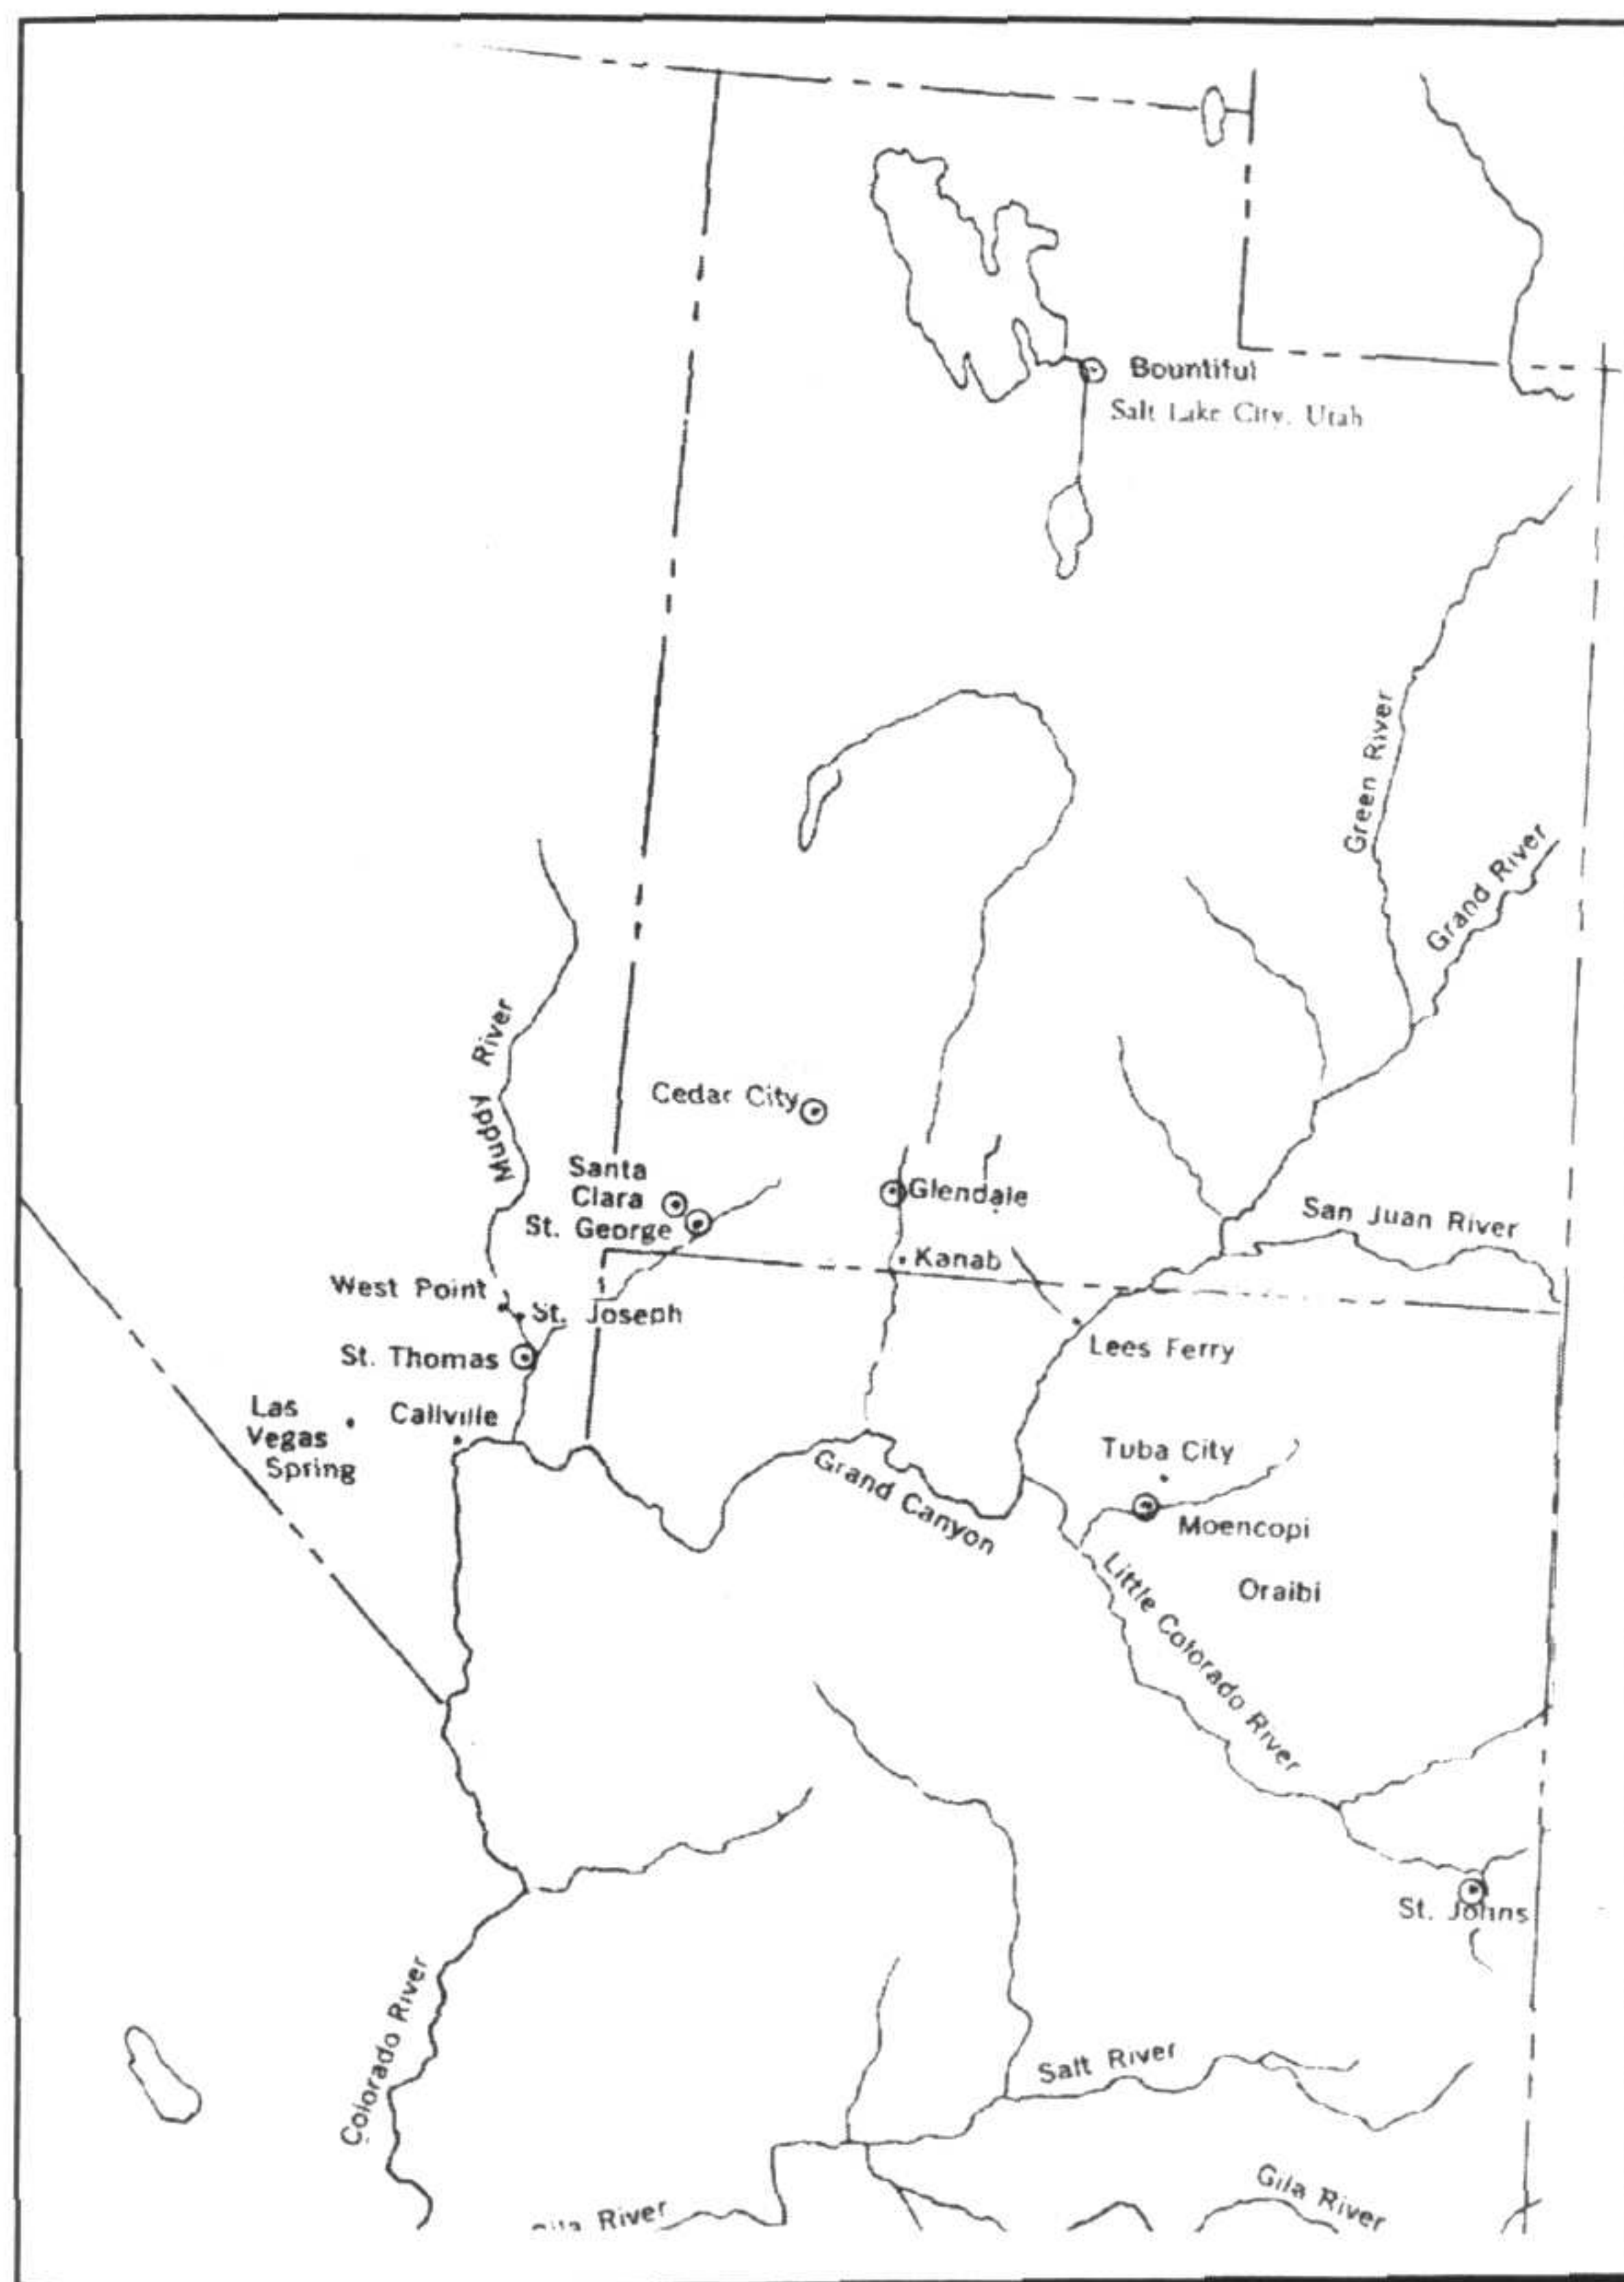 Bountiful
Salt Lake City, Utah
Green River
Grand River
Muddy River
Cedar City
Santa
Clara
St. George
Glendale
San Juan River
Kanab
West Point
St. Joseph
Lees Ferry
St. Thomas
Las
Vegas
Spring
Callville
Tuba City
Grand Canyon
Moencopi
Oraibi
Little Colorado River
St. Johns
Colorado River
Salt River
Gila River
River